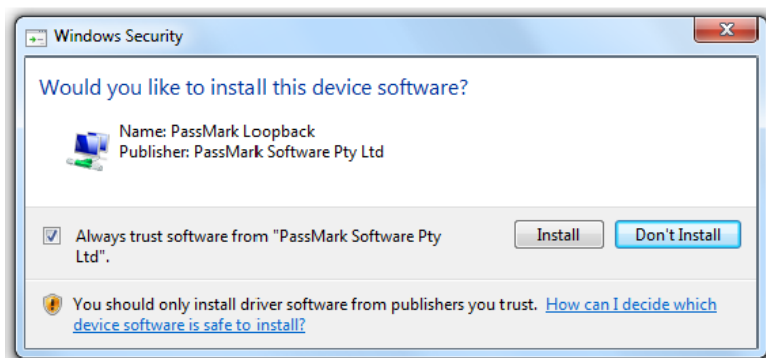 Windows Security
Would you like to install this device software?
Name: PassMark Loopback
Publisher: PassMark Software Pty Ltd
Always trust software from "PassMark Software Pty
Ltd".
Install
Don't Install
You should only install driver software from publishers you trust. How can I decide which
device software is safe to install?